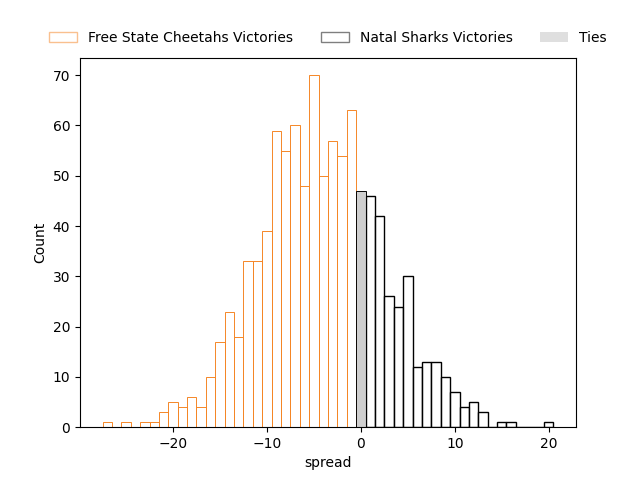 Free State Cheetahs Victories Natal Sharks Victories Ties
70
60
50
40
30
20
10
0
Count
−20 −10 0 10 20
spread